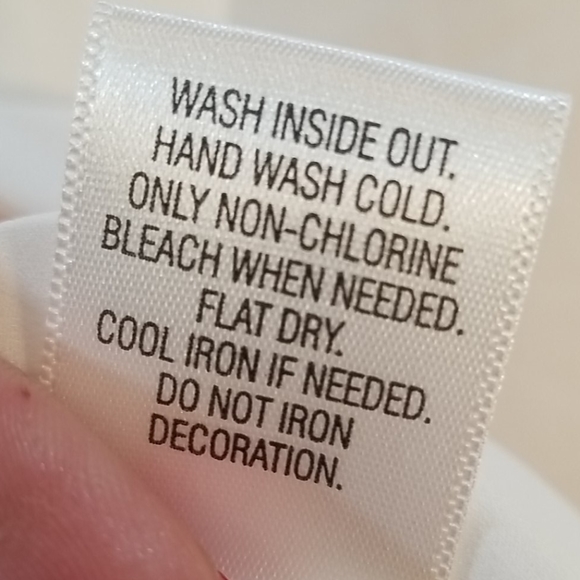 WASH INSIDE OUT.
HAND WASH COLD.
ONLY NON-CHLORINE
BLEACH WHEN NEEDED.
FLAT DRY.
COOL IRON IF NEEDED.
DO NOT IRON
DECORATION.